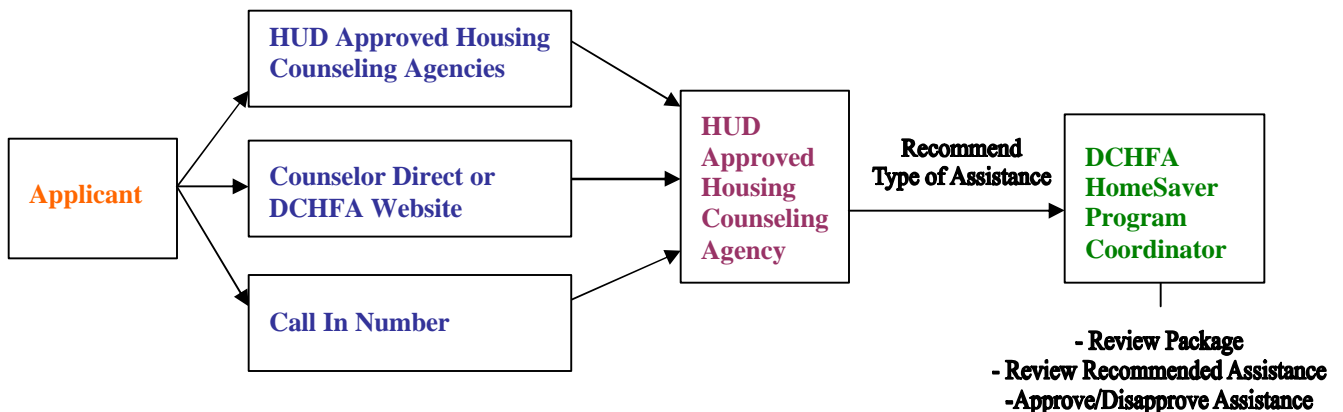 Applicant
HUD Approved Housing
Counseling Agencies
Counselor Direct or
DCHFA Website
Call In Number
HUD
Approved
Housing
Counseling
Agency
Recommend
Type of Assistance
DCHFA
HomeSaver
Program
Coordinator
- Review Package
- Review Recommended Assistance
-Approve/Disapprove Assistance